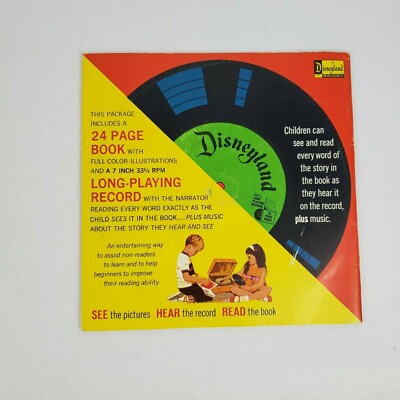 Disneyland
THIS PACKAGE
INCLUDES A
24 PAGE
BOOK WITH
FULL-COLOR ILLUSTRATIONS
AND A 7 INCH 33⅓ RPM
LONG-PLAYING
RECORD WITH THE NARRATOR
READING EVERY WORD EXACTLY AS THE
CHILD SEES IT IN THE BOOK...PLUS MUSIC
ABOUT THE STORY THEY HEAR AND SEE
An entertaining way
to assist non-readers
to learn and to help
beginners to improve
their reading ability
Disneyland
Children can
see and read
every word of
the story in
the book as
they hear it
on the record,
plus music.
SEE the pictures HEAR the record READ the book